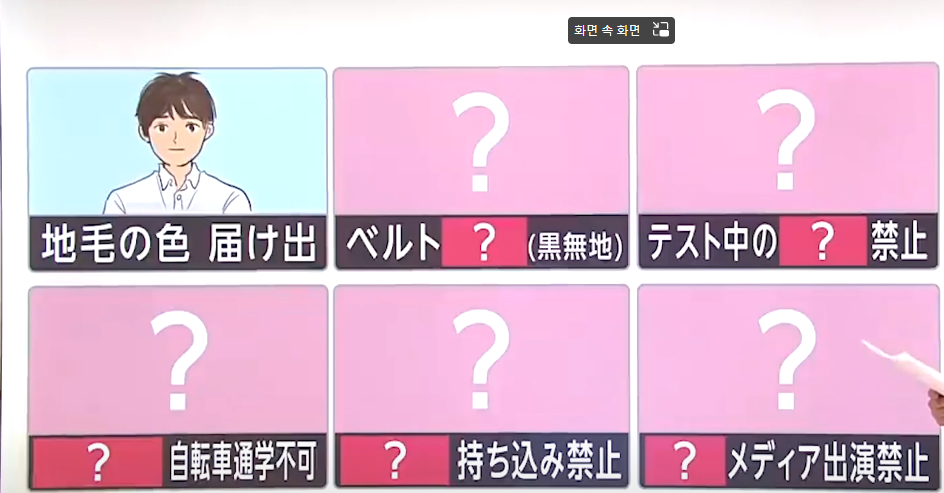 화면 속 화면
?
?
地毛の色 届け出
ベルト ? (黒無地)
テスト中の ? 禁止
?
?
?
? 自転車通学不可
? 持ち込み禁止
? メディア出演禁止